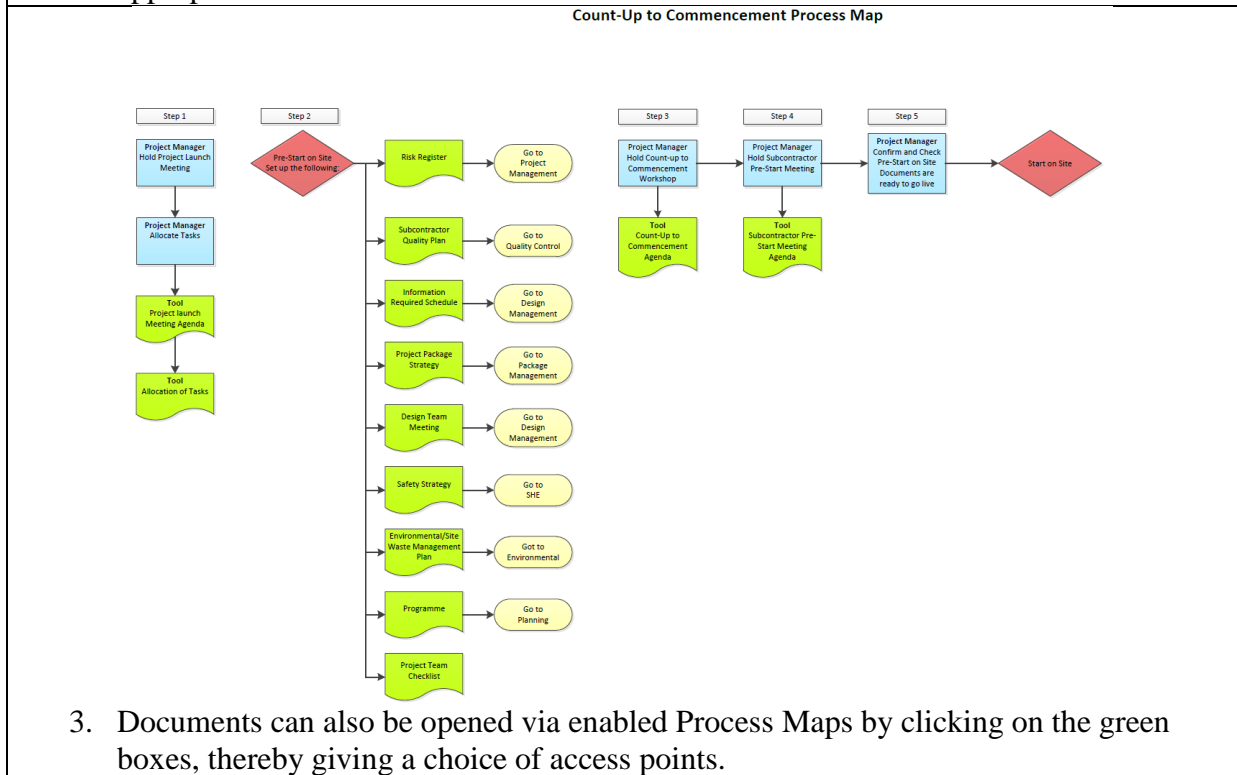 Count-Up to Commencement Process Map
Step 1
Project Manager
Hold Project Launch
Meeting
Project Manager
Allocate Tasks
Tool
Project launch
Meeting Agenda
Tool
Allocation of Tasks
Step 2
Pre-Start on Site
Set up the following:
Risk Register
Go to
Project
Management
Subcontractor
Quality Plan
Go to
Quality Control
Information
Required Schedule
Go to
Design
Management
Project Package
Strategy
Go to
Package
Management
Design Team
Meeting
Go to
Design
Management
Safety Strategy
Go to
SHE
Environmental/Site
Waste Management
Plan
Got to
Environmental
Programme
Go to
Planning
Project Team
Checklist
Step 3
Project Manager
Hold Count-up to
Commencement
Workshop
Tool
Count-Up to
Commencement
Agenda
Step 4
Project Manager
Hold Subcontractor
Pre-Start Meeting
Tool
Subcontractor Pre-
Start Meeting
Agenda
Step 5
Project Manager
Confirm and Check
Pre-Start on Site
Documents are
ready to go live
Start on Site
3. Documents can also be opened via enabled Process Maps by clicking on the green
boxes, thereby giving a choice of access points.